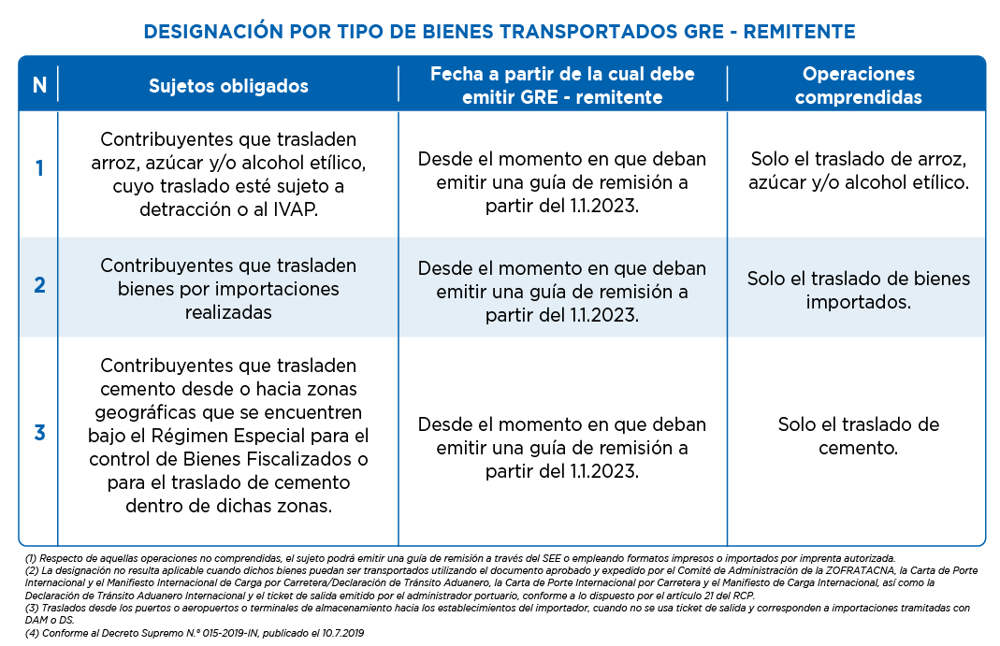 DESIGNACIÓN POR TIPO DE BIENES TRANSPORTADOS GRE - REMITENTE
N
Sujetos obligados
Fecha a partir de la cual debe
emitir GRE - remitente
Operaciones
comprendidas
1
Contribuyentes que trasladen
arroz, azúcar y/o alcohol etílico,
cuyo traslado esté sujeto a
detracción o al IVAP.
Desde el momento en que deban
emitir una guía de remisión a
partir del 1.1.2023.
Solo el traslado de arroz,
azúcar y/o alcohol etílico.
2
Contribuyentes que trasladen
bienes por importaciones
realizadas
Desde el momento en que deban
emitir una guía de remisión a
partir del 1.1.2023.
Solo el traslado de bienes
importados.
3
Contribuyentes que trasladen
cemento desde o hacia zonas
geográficas que se encuentren
bajo el Régimen Especial para el
control de Bienes Fiscalizados o
para el traslado de cemento
dentro de dichas zonas.
Desde el momento en que deban
emitir una guía de remisión a
partir del 1.1.2023.
Solo el traslado de
cemento.
(1) Respecto de aquellas operaciones no comprendidas, el sujeto podrá emitir una guía de remisión a través del SEE o empleando formatos impresos o importados por imprenta autorizada.
(2) La designación no resulta aplicable cuando dichos bienes puedan ser transportados utilizando el documento aprobado y expedido por el Comité de Administración de la ZOFRATACNA, la Carta de Porte
Internacional y el Manifiesto Internacional de Carga por Carretera/Declaración de Tránsito Aduanero, la Carta de Porte Internacional por Carretera y el Manifiesto de Carga Internacional, así como la
Declaración de Tránsito Aduanero Internacional y el ticket de salida emitido por el administrador portuario, conforme a lo dispuesto por el artículo 21 del RCP.
(3) Traslados desde los puertos o aeropuertos o terminales de almacenamiento hacia los establecimientos del importador, cuando no se usa ticket de salida y corresponden a importaciones tramitadas con
DAM o DS.
(4) Conforme al Decreto Supremo N.° 015-2019-IN, publicado el 10.7.2019